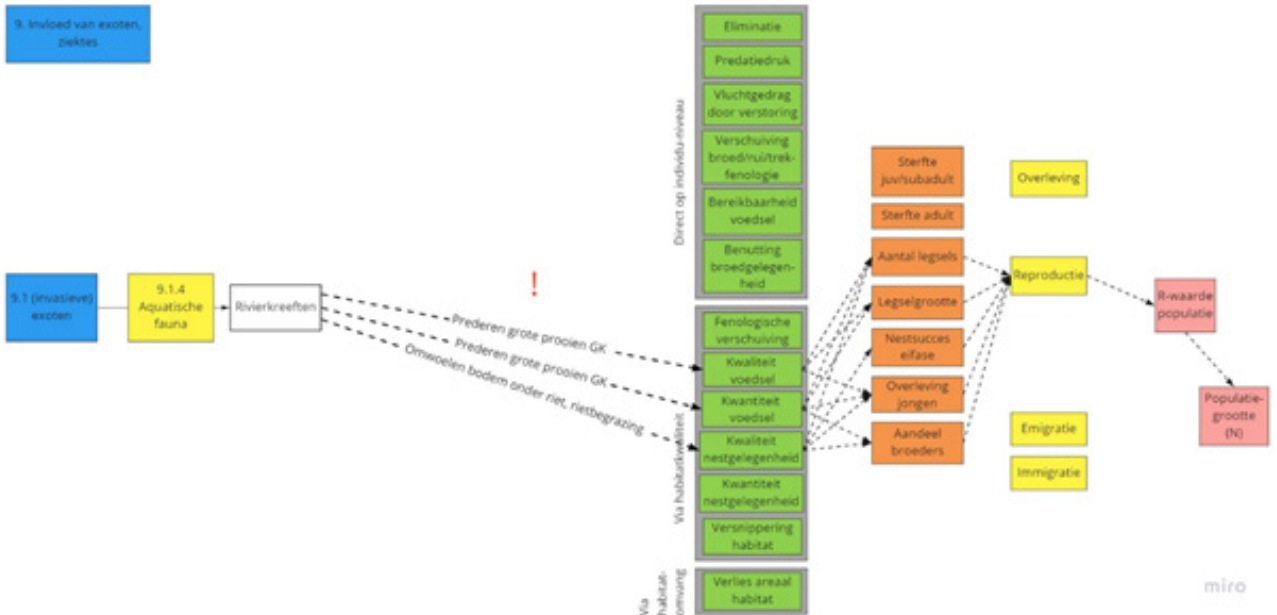 9. Invloed van exoten,
ziektes
9.1 (invasieve)
exoten
9.1.4
Aquatische
fauna
Rivierkreeften
!
Prederen grote prooien GK
Prederen grote prooien GK
Omwoelen bodem onder riet, rietbegrazing
Direct op individu-niveau
Eliminatie
Predatiedruk
Vluchtgedrag
door verstoring
Verschuiving
broed/rui/trek-
fenologie
Bereikbaarheid
voedsel
Benutting
broedgelegen-
heid
Via habitatkwaliteit
Fenologische
verschuiving
Kwaliteit
voedsel
Kwantiteit
voedsel
Kwaliteit
nestgelegenheid
Kwantiteit
nestgelegenheid
Versnippering
habitat
Via
habitat-
omvang
Verlies areaal
habitat
Sterfte
juv/subadult
Sterfte adult
Aantal legsels
Legselgrootte
Nestsucces
eifase
Overleving
jongen
Aandeel
broeders
Overleving
Reproductie
Emigratie
Immigratie
R-waarde
populatie
Populatie-
grootte
(N)
miro